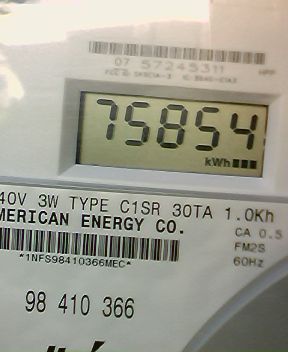 07 57245311
75854
kWh
40V 3W TYPE C1SR 30TA 1.0Kh
MERICAN ENERGY CO.
CA 0.5
FM2S
*1NFS98410366MEC*
60Hz
98 410 366